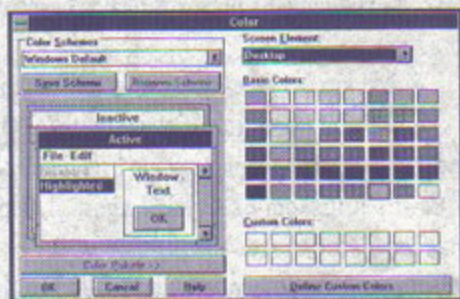 Color
Color Schemes
Windows Default
Save Scheme
Remove Scheme
Inactive
Active
File Edit
Disabled
Highlighted
Window
Text
OK
Color Palette >>
OK
Cancel
Help
Screen Element:
Desktop
Basic Colors:
Custom Colors:
Define Custom Colors